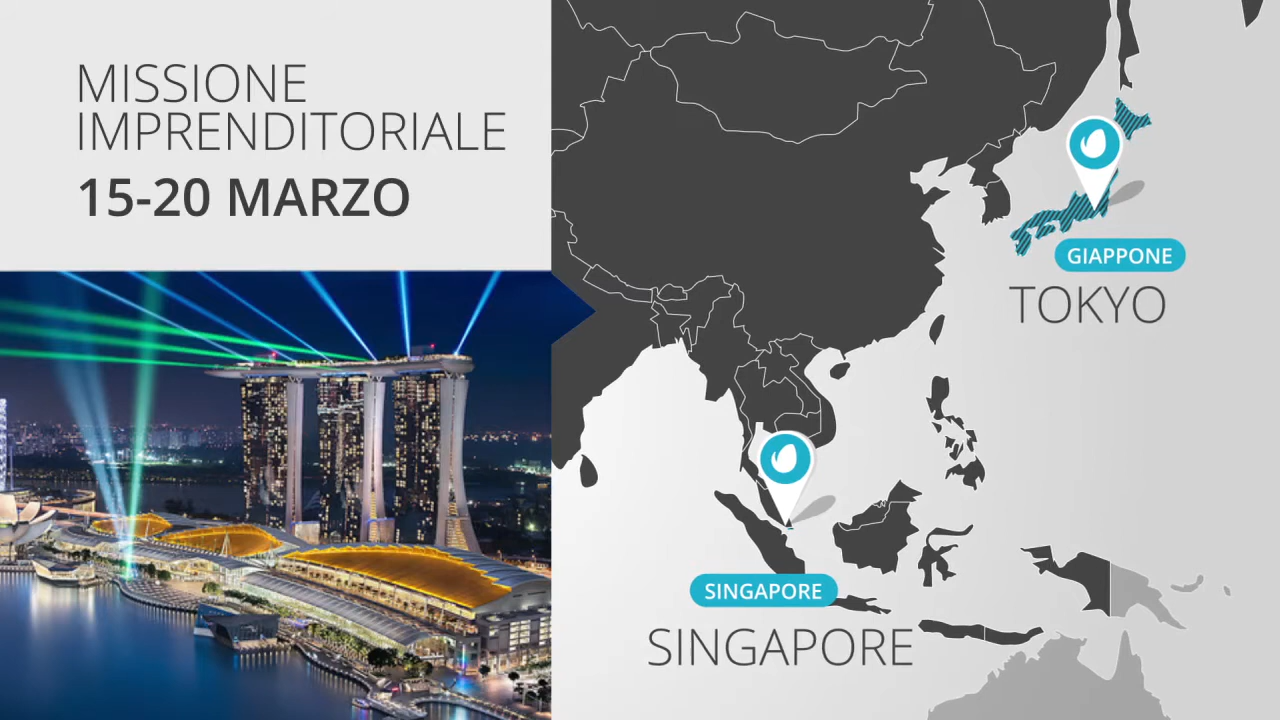 MISSIONE
IMPRENDITORIALE
15-20 MARZO
GIAPPONE
TOKYO
SINGAPORE
SINGAPORE